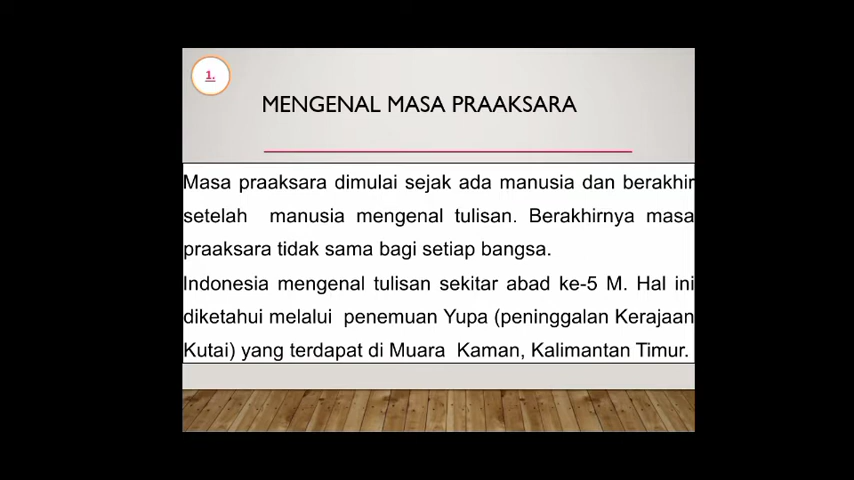 1.
MENGENAL MASA PRAAKSARA
Masa praaksara dimulai sejak ada manusia dan berakhir
setelah manusia mengenal tulisan. Berakhirnya masa
praaksara tidak sama bagi setiap bangsa.
Indonesia mengenal tulisan sekitar abad ke-5 M. Hal ini
diketahui melalui penemuan Yupa (peninggalan Kerajaan
Kutai) yang terdapat di Muara Kaman, Kalimantan Timur.